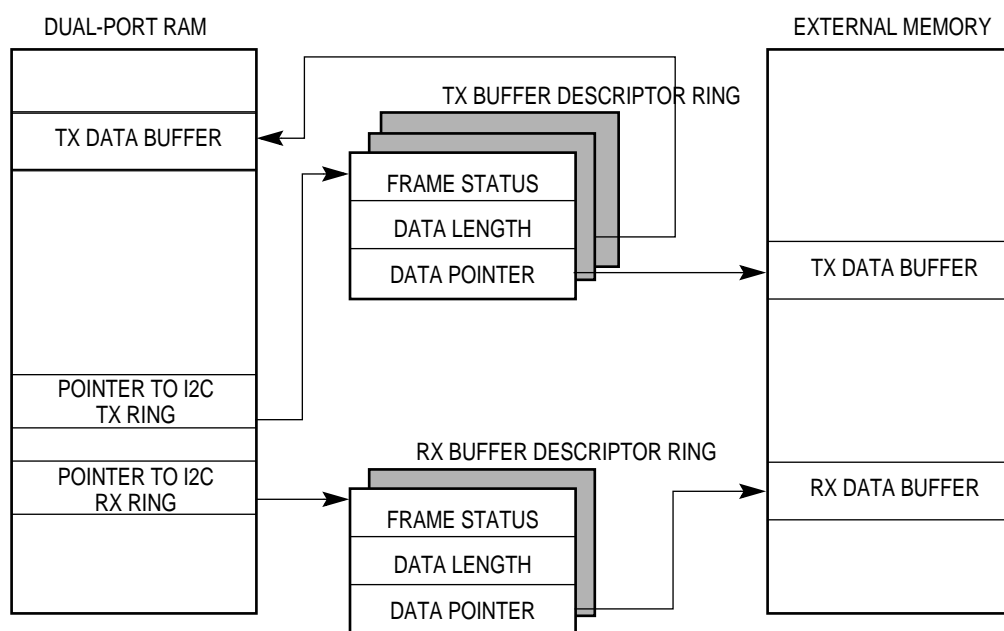 DUAL-PORT RAM
EXTERNAL MEMORY
TX BUFFER DESCRIPTOR RING
TX DATA BUFFER
FRAME STATUS
DATA LENGTH
DATA POINTER
TX DATA BUFFER
POINTER TO I2C
TX RING
RX BUFFER DESCRIPTOR RING
POINTER TO I2C
RX RING
RX DATA BUFFER
FRAME STATUS
DATA LENGTH
DATA POINTER